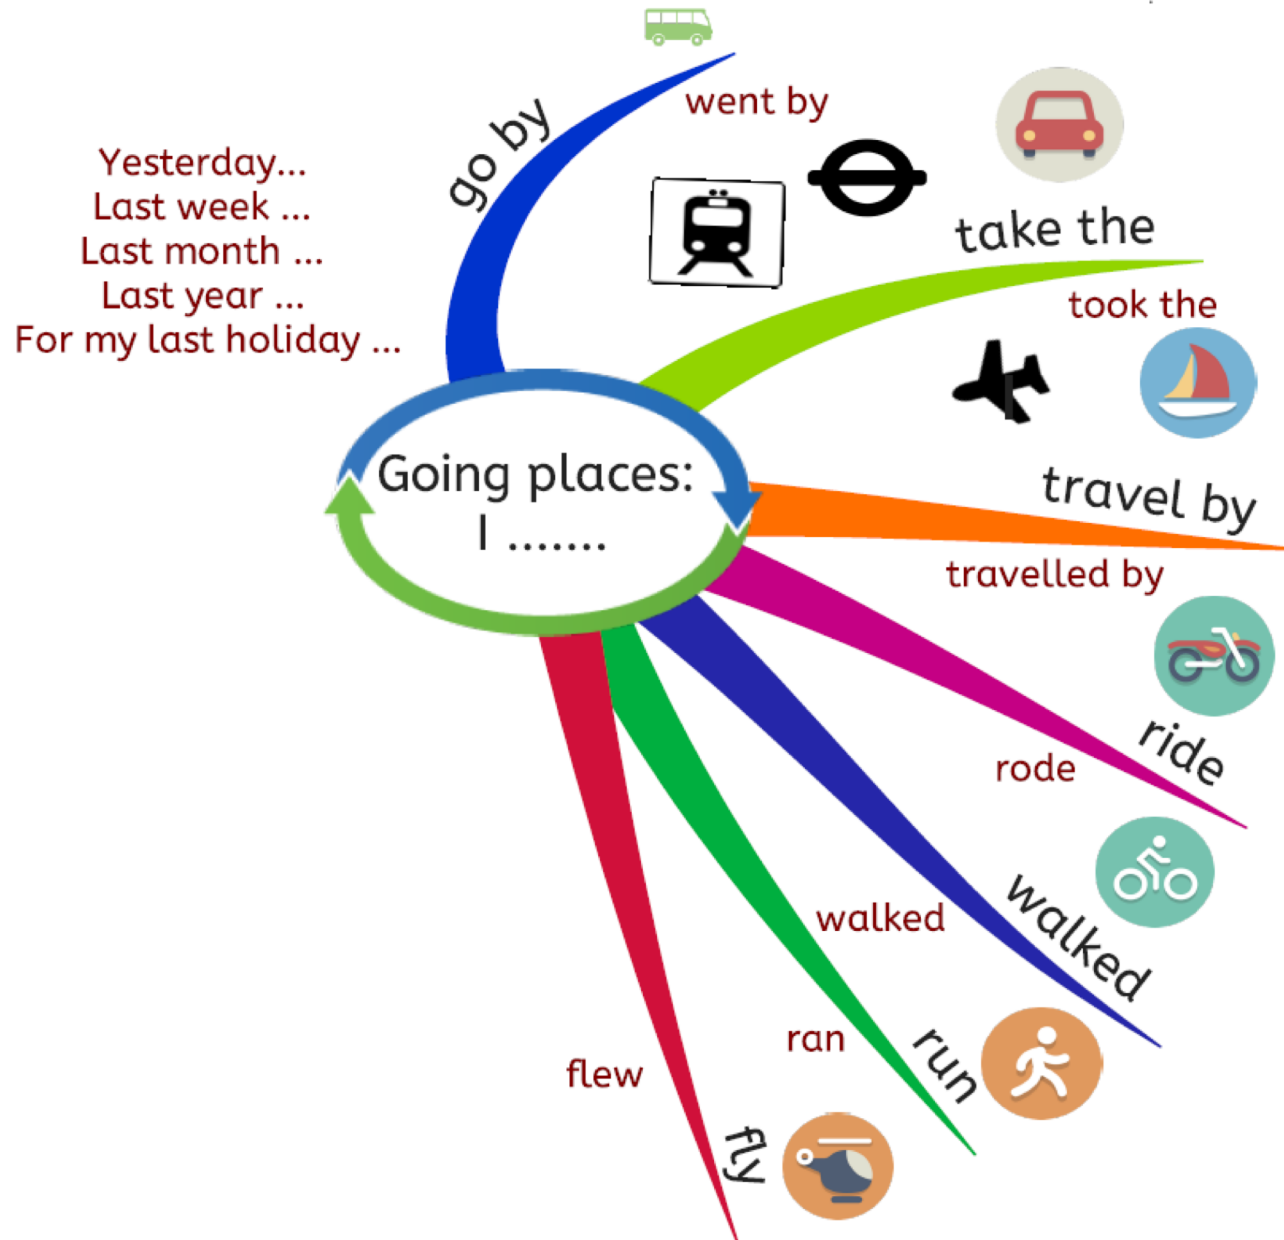 go by
went by
Yesterday...
Last week ...
Last month ...
Last year ...
For my last holiday ...
take the
took the
Going places:
I .......
travel by
travelled by
ride
rode
walked
walked
run
ran
fly
flew